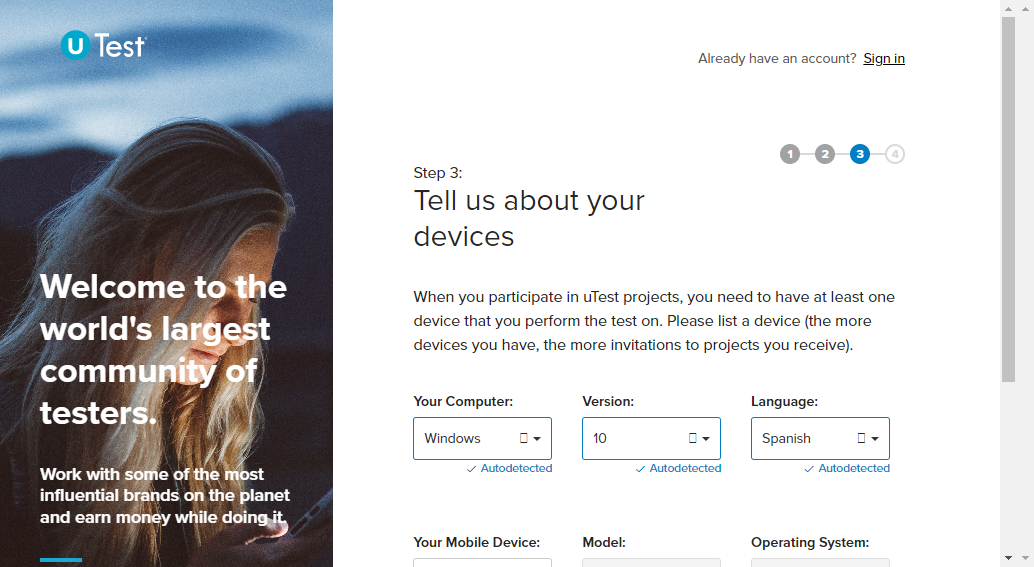 U Test
Already have an account? Sign in
1 2 3 4
Step 3:
Tell us about your
devices
Welcome to the
world's largest
community of
testers.
Work with some of the most
influential brands on the planet
and earn money while doing it.
When you participate in uTest projects, you need to have at least one
device that you perform the test on. Please list a device (the more
devices you have, the more invitations to projects you receive).
Your Computer: Version: Language:
Windows 10 Spanish
Autodetected Autodetected Autodetected
Your Mobile Device: Model: Operating System: